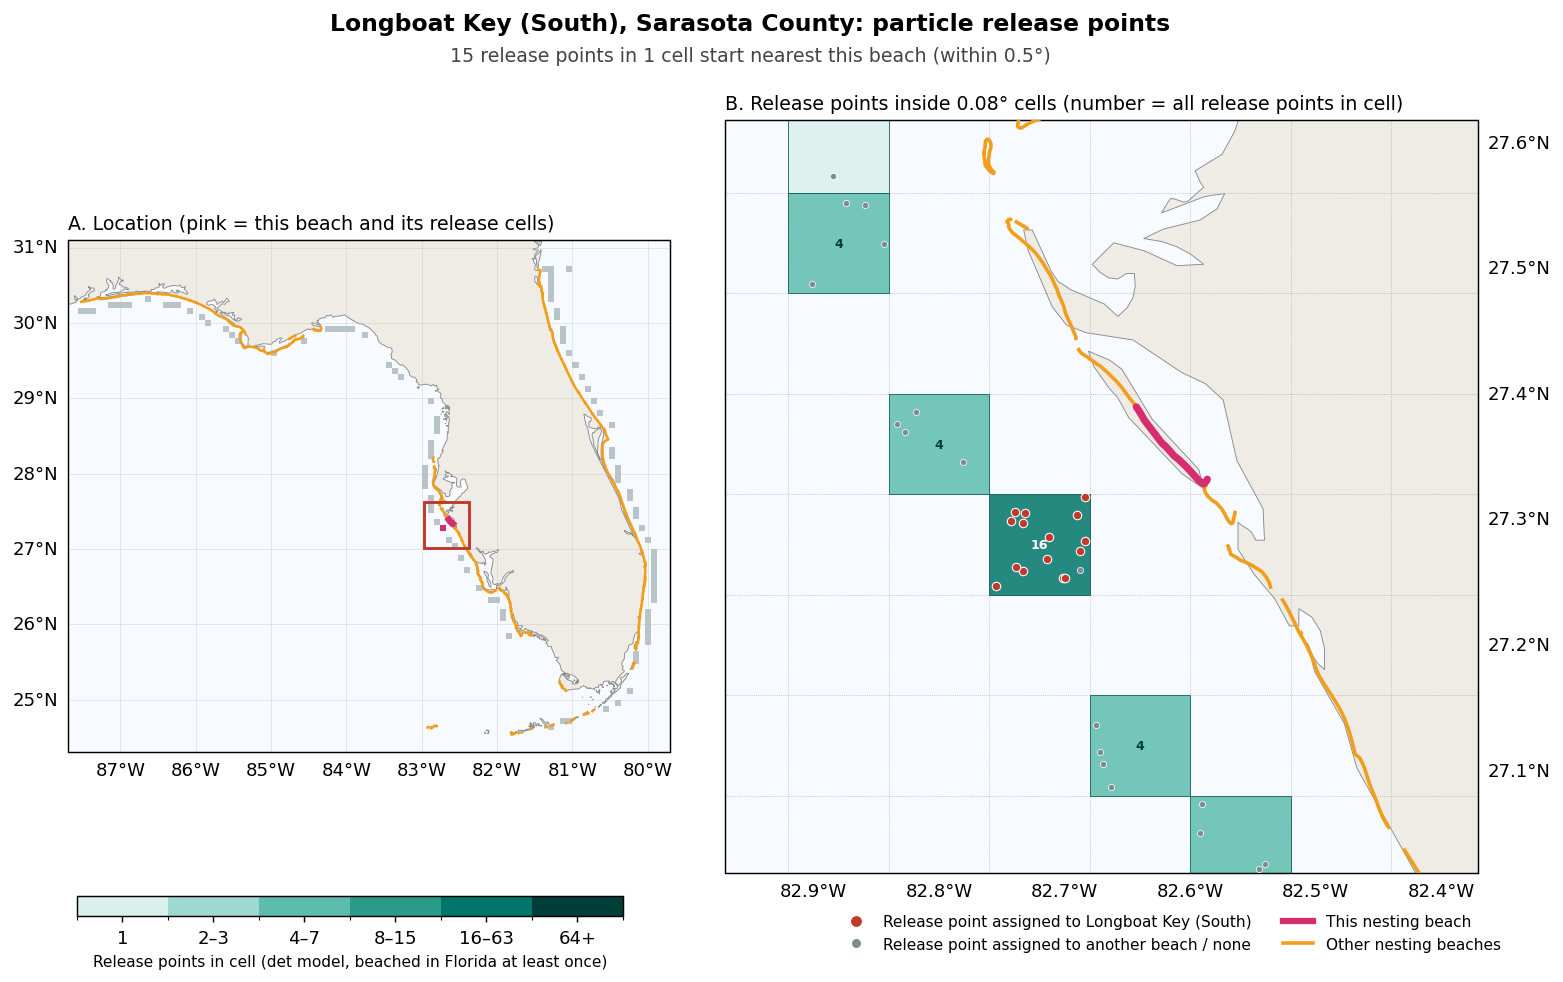 Longboat Key (South), Sarasota County: particle release points
15 release points in 1 cell start nearest this beach (within 0.5°)
A. Location (pink = this beach and its release cells)
31°N
30°N
29°N
28°N
27°N
26°N
25°N
87°W 86°W 85°W 84°W 83°W 82°W 81°W 80°W
1 2–3 4–7 8–15 16–63 64+
Release points in cell (det model, beached in Florida at least once)
B. Release points inside 0.08° cells (number = all release points in cell)
4
4
16
4
27.6°N
27.5°N
27.4°N
27.3°N
27.2°N
27.1°N
82.9°W 82.8°W 82.7°W 82.6°W 82.5°W 82.4°W
Release point assigned to Longboat Key (South)
Release point assigned to another beach / none
This nesting beach
Other nesting beaches